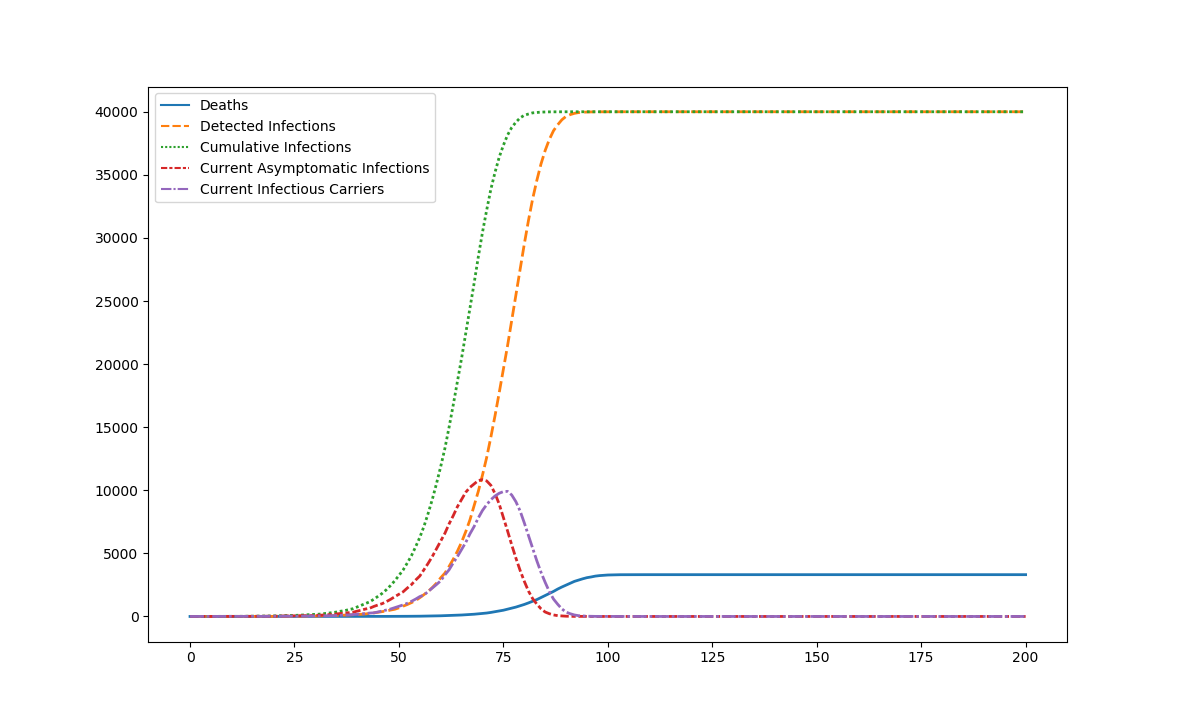 Deaths
Detected Infections
Cumulative Infections
Current Asymptomatic Infections
Current Infectious Carriers
40000
35000
30000
25000
20000
15000
10000
5000
0
0 25 50 75 100 125 150 175 200